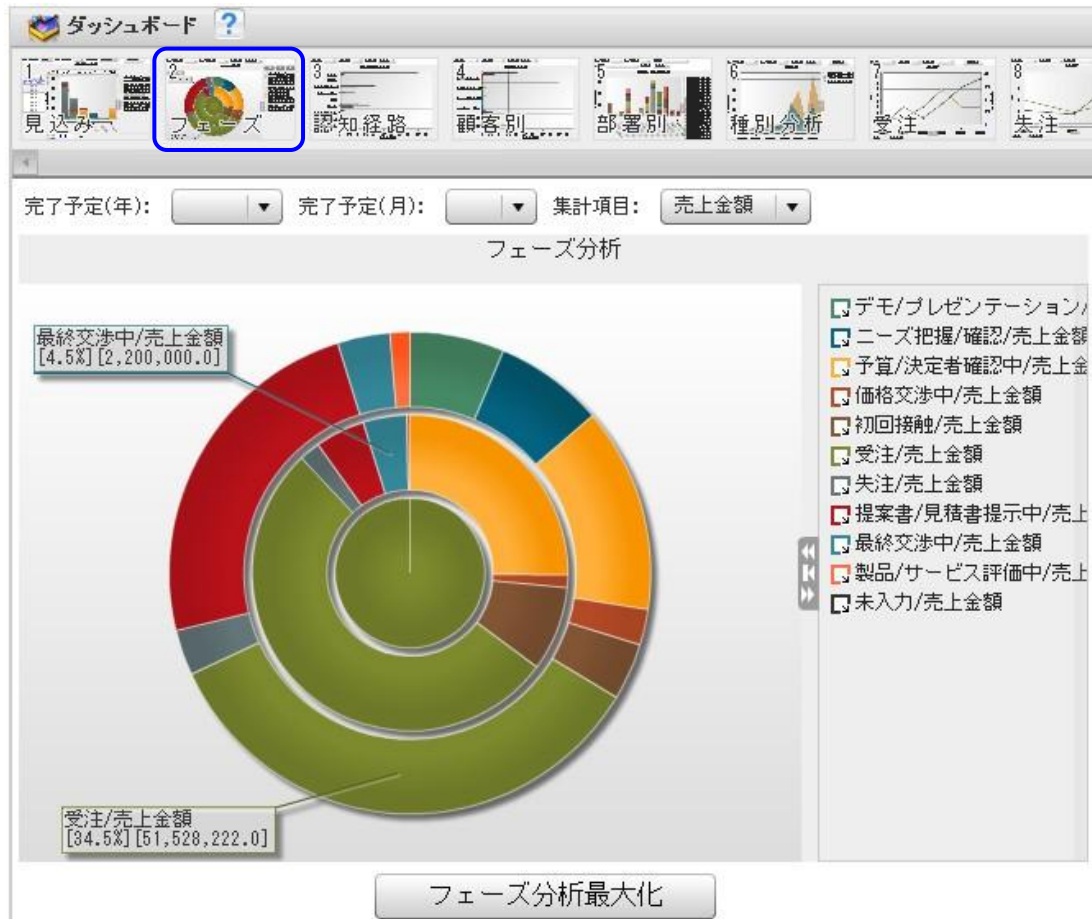 ダッシュボード ?
1 見込み
2 フェーズ
3 認知経路
4 顧客別
5 部署別
6 種別分析
7 受注
8 失注
完了予定(年): 完了予定(月): 集計項目: 売上金額
フェーズ分析
最終交渉中/売上金額
[4.5%][2,200,000.0]
受注/売上金額
[34.5%][51,528,222.0]
デモ/プレゼンテーション/
ニーズ把握/確認/売上金額
予算/決定者確認中/売上金
価格交渉中/売上金額
初回接触/売上金額
受注/売上金額
失注/売上金額
提案書/見積書提示中/売上
最終交渉中/売上金額
製品/サービス評価中/売上
未入力/売上金額
フェーズ分析最大化